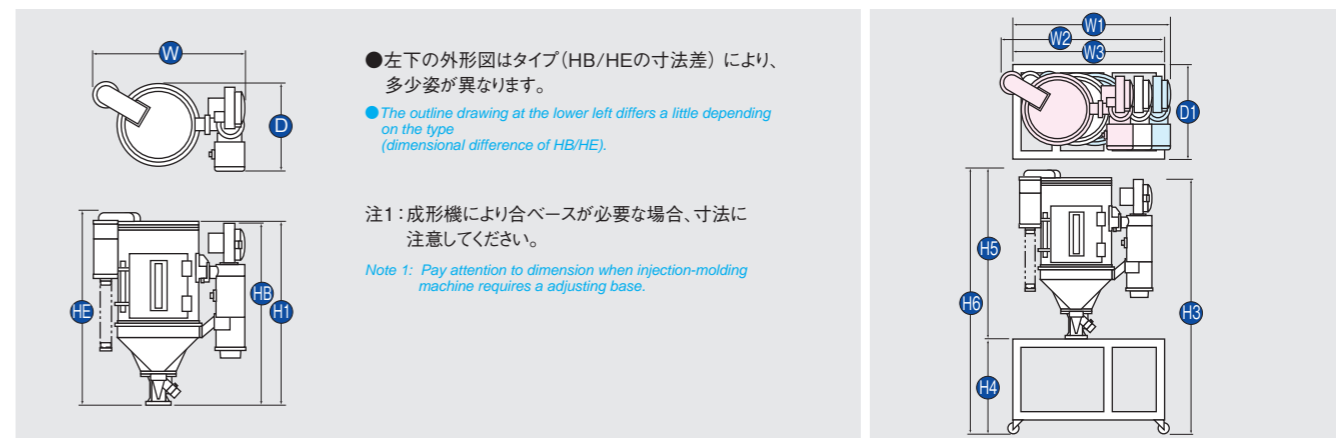 W
D
HE
HB
H1
●左下の外形図はタイプ（HB/HEの寸法差）により、
多少姿が異なります。
●The outline drawing at the lower left differs a little depending
on the type
(dimensional difference of HB/HE).
注1：成形機により合ベースが必要な場合、寸法に
注意してください。
Note 1: Pay attention to dimension when injection-molding
machine requires a adjusting base.
W1
W2
W3
D1
H5
H6
H3
H4